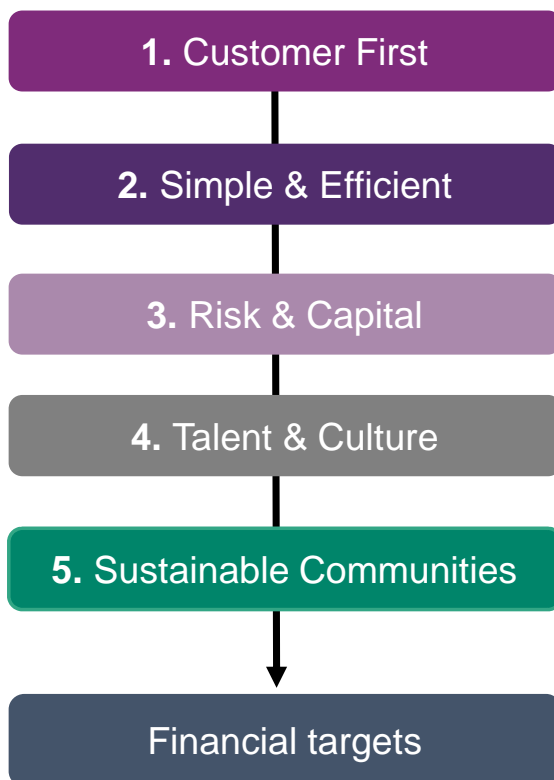 1. Customer First
2. Simple & Efficient
3. Risk & Capital
4. Talent & Culture
5. Sustainable Communities
Financial targets